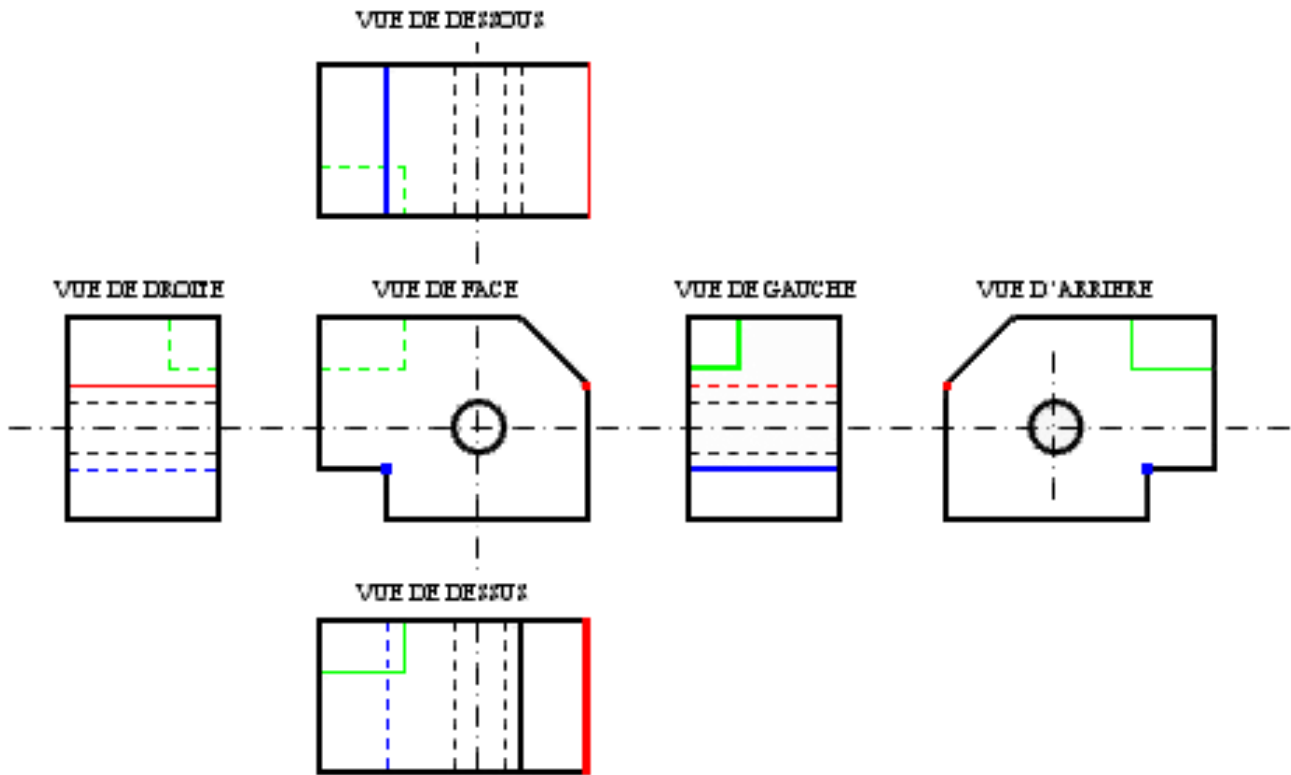 VUE DE DESSOUS
VUE DE DROITE
VUE DE FACE
VUE DE GAUCHE
VUE D'ARRIERE
VUE DE DESSUS